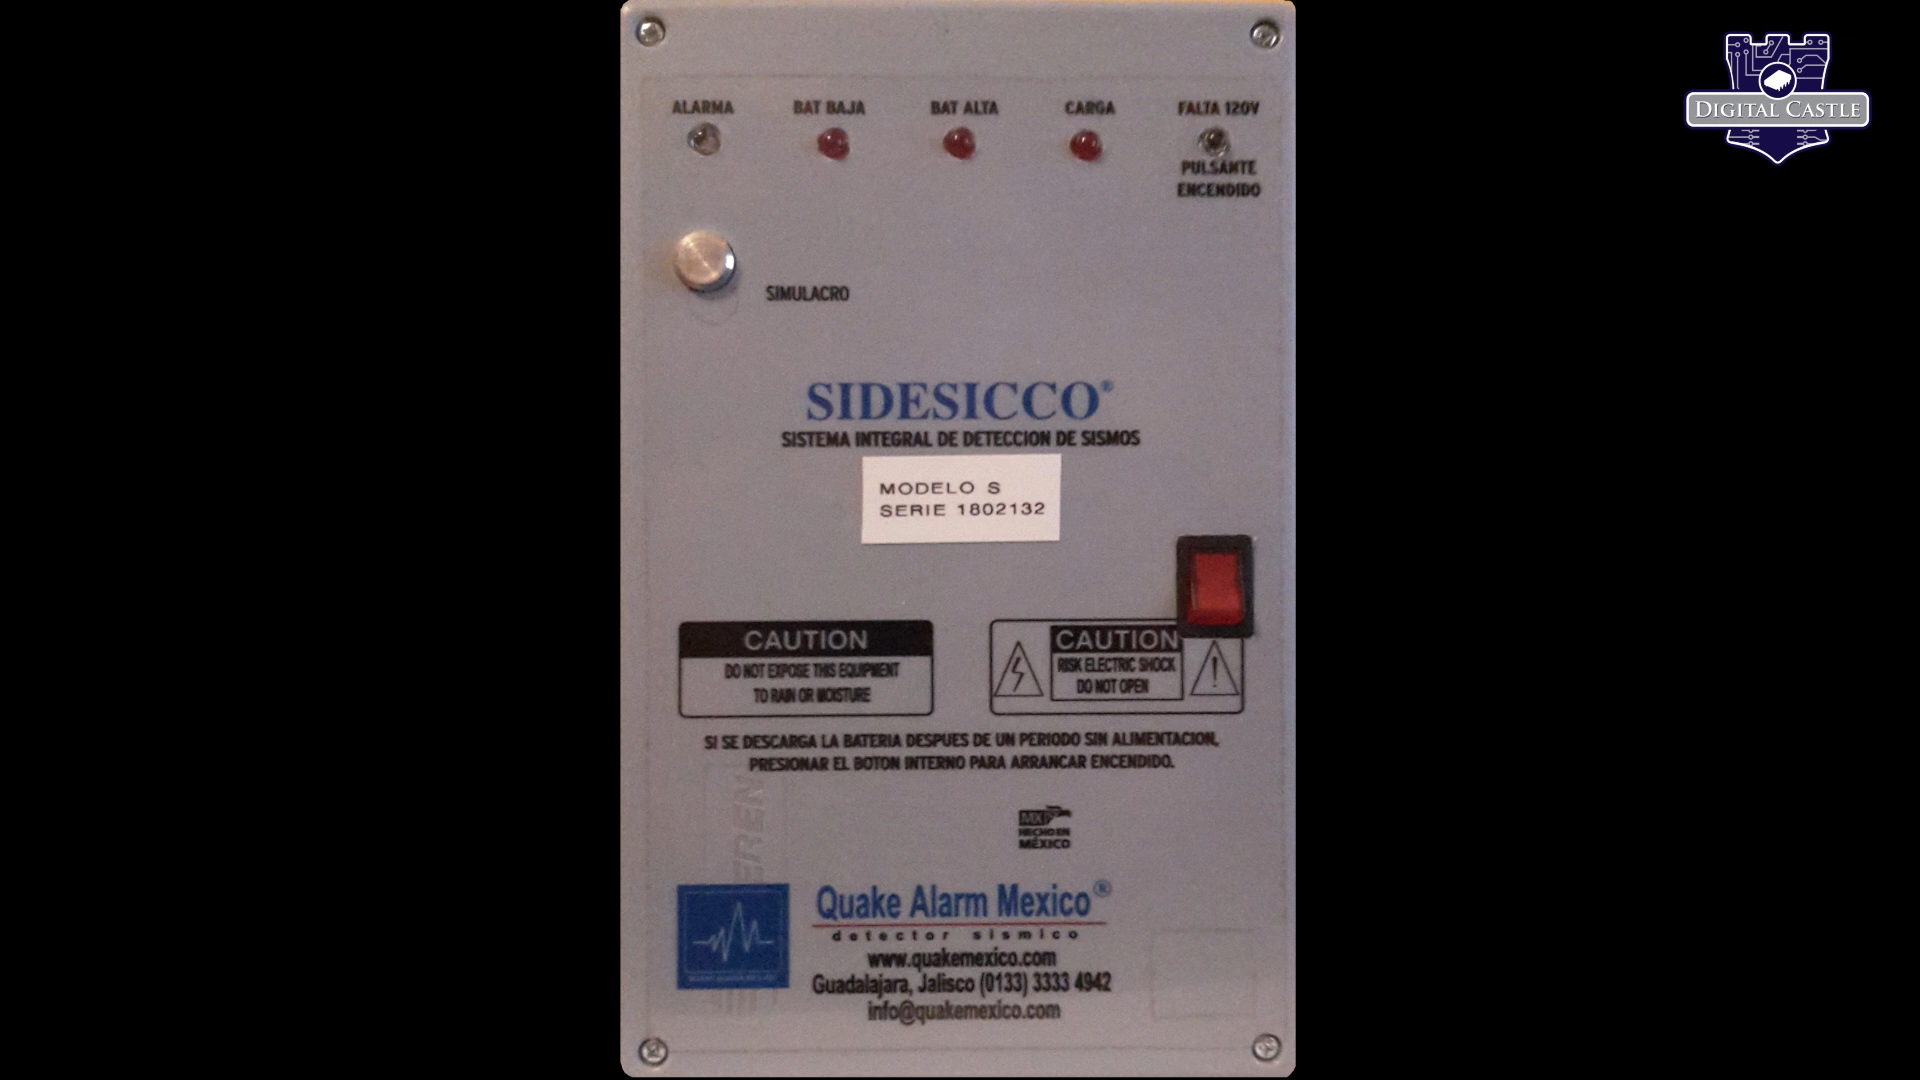 ALARMA
BAT BAJA
BAT ALTA
CARGA
FALTA 120V
PULSANTE
ENCENDIDO
DIGITAL CASTLE
SIMULACRO
SIDESICCO®
SISTEMA INTEGRAL DE DETECCION DE SISMOS
MODELO S
SERIE 1802132
CAUTION
DO NOT EXPOSE THIS EQUIPMENT
TO RAIN OR MOISTURE
CAUTION
RISK ELECTRIC SHOCK
DO NOT OPEN
SI SE DESCARGA LA BATERIA DESPUES DE UN PERIODO SIN ALIMENTACION,
PRESIONAR EL BOTON INTERNO PARA ARRANCAR ENCENDIDO.
MX
HECHO EN
MÉXICO
Quake Alarm Mexico®
detector sismico
www.quakemexico.com
Guadalajara, Jalisco (0133) 3333 4942
info@quakemexico.com